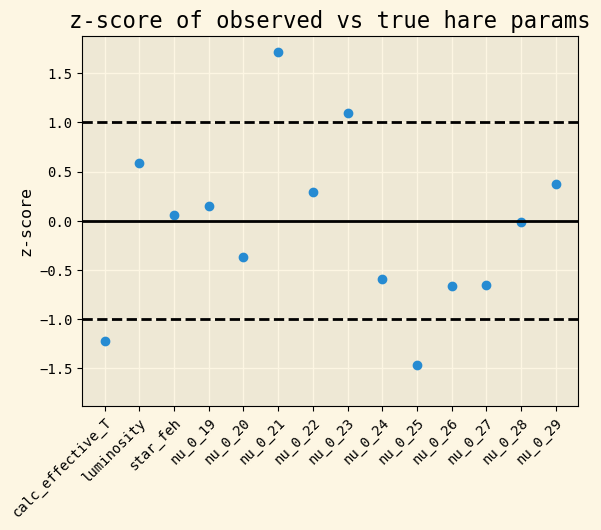 z-score of observed vs true hare params
z-score
1.5
1.0
0.5
0.0
−0.5
−1.0
−1.5
calc_effective_T
luminosity
star_feh
nu_0_19
nu_0_20
nu_0_21
nu_0_22
nu_0_23
nu_0_24
nu_0_25
nu_0_26
nu_0_27
nu_0_28
nu_0_29